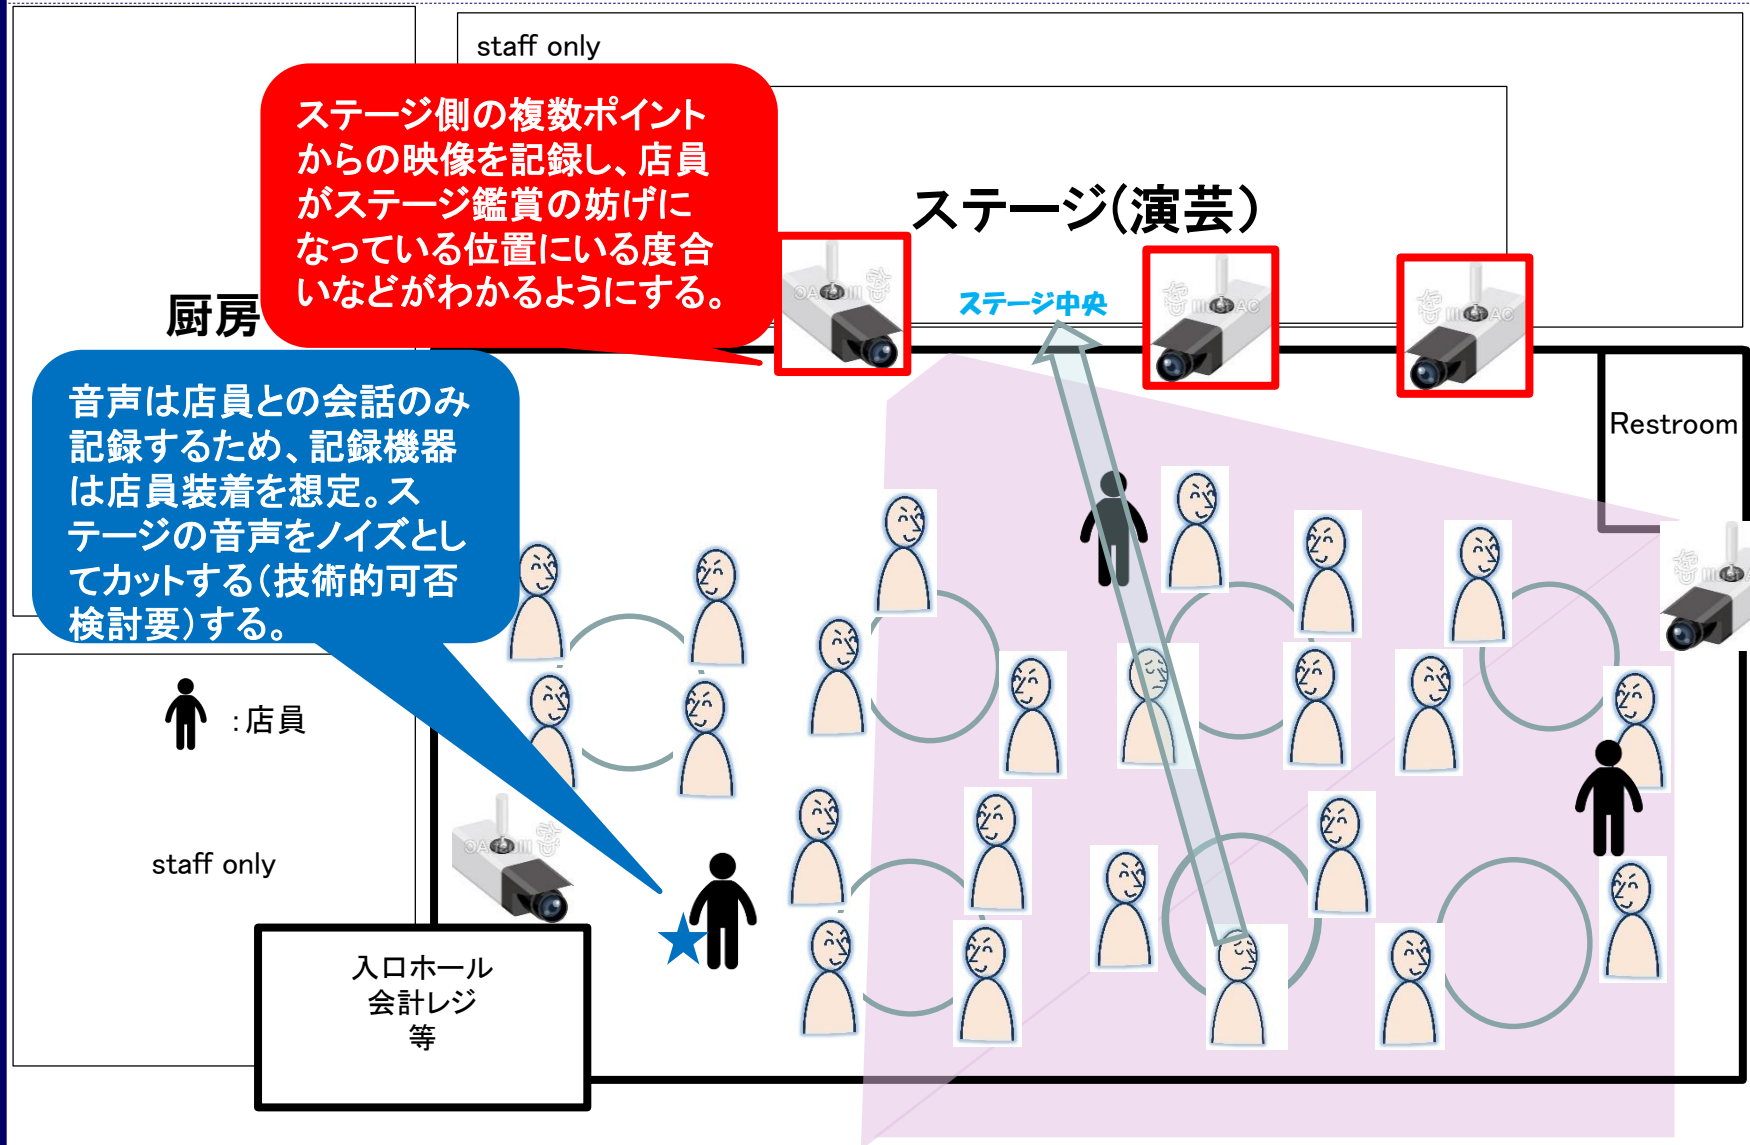 staff only
ステージ側の複数ポイント
からの映像を記録し、店員
がステージ鑑賞の妨げに
なっている位置にいる度合
いなどがわかるようにする。
ステージ(演芸)
ステージ中央
厨房
音声は店員との会話のみ
記録するため、記録機器
は店員装着を想定。ス
テージの音声をノイズとし
てカットする(技術的可否
検討要)する。
Restroom
:店員
staff only
入口ホール
会計レジ
等